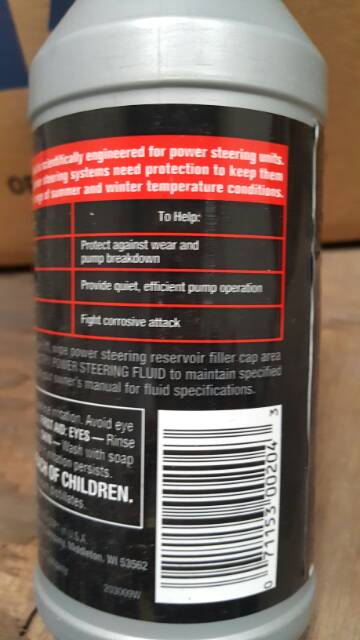 scientifically engineered for power steering units.
steering systems need protection to keep them
of summer and winter temperature conditions.
To Help:
Protect against wear and
pump breakdown
Provide quiet, efficient pump operation
Fight corrosive attack
wipe power steering reservoir filler cap area
POWER STEERING FLUID to maintain specified
owner's manual for fluid specifications.
irritation. Avoid eye
FIRST AID: EYES — Rinse
— Wash with soap
irritation persists.
OF CHILDREN.
U.S.A.
Middleton, WI 53562
203009W
0 71153 00204 3